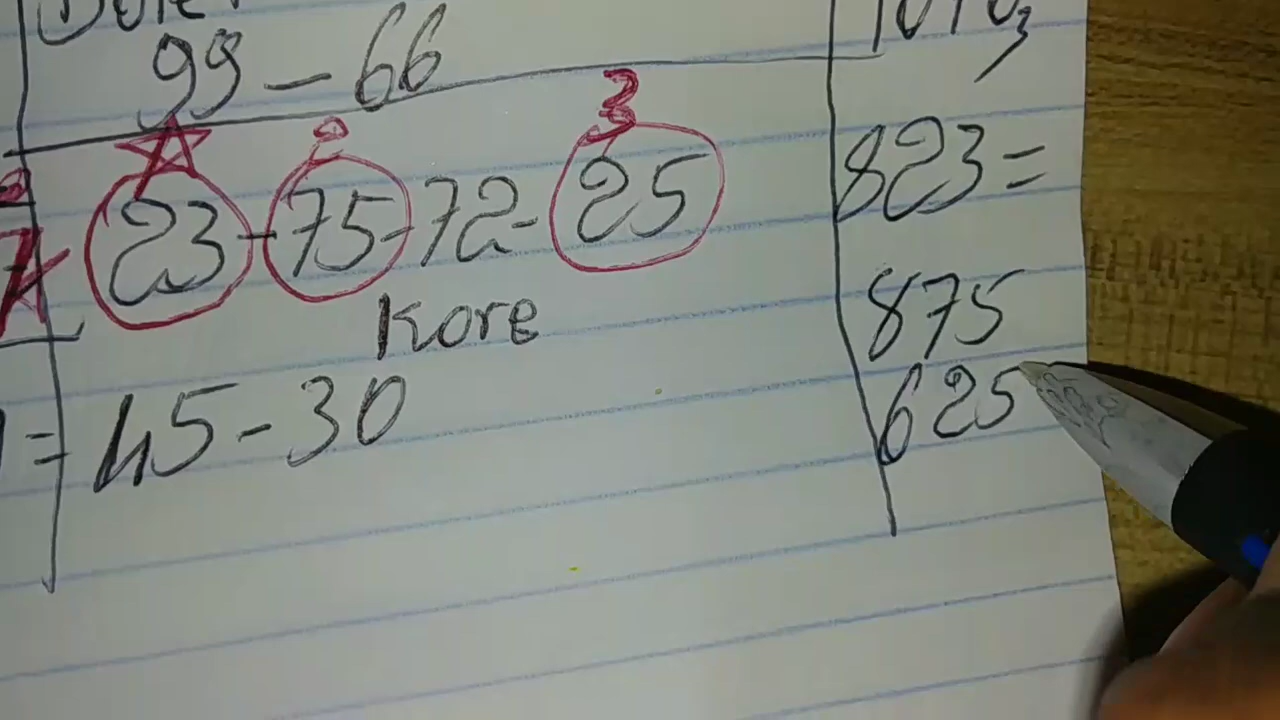 99 - 66
823 =
3
23 - 75 - 72 - 25
875
Kore
625
= 45 - 30